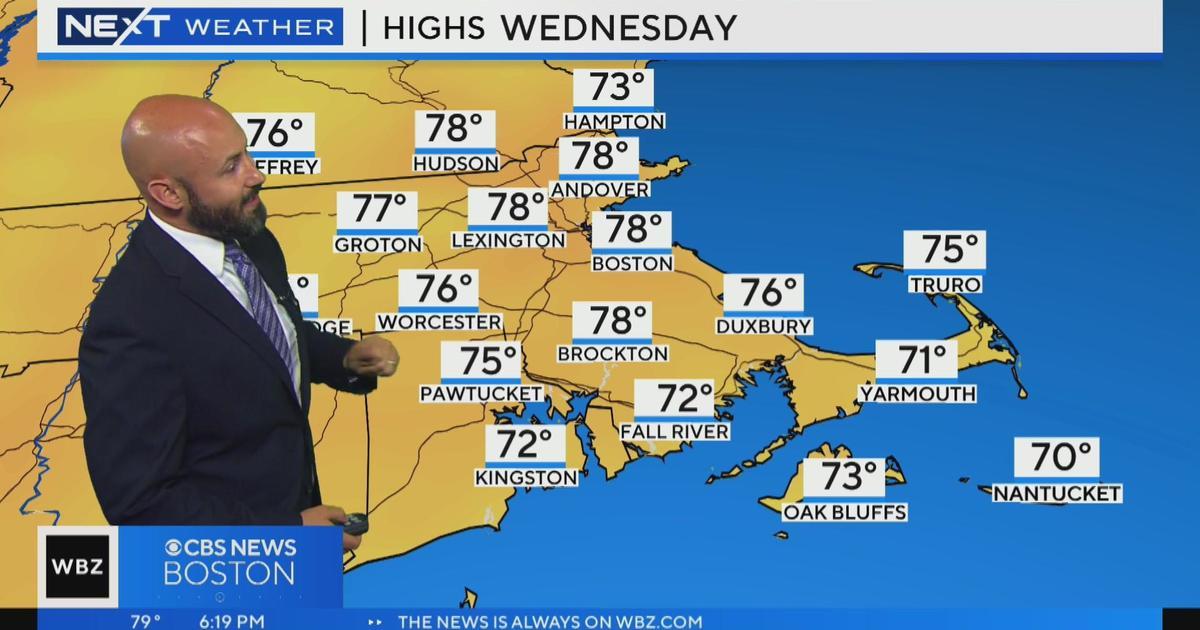 NEXT WEATHER | HIGHS WEDNESDAY
73°
HAMPTON
76°
FFREY
78°
HUDSON
78°
ANDOVER
77°
GROTON
78°
LEXINGTON
78°
BOSTON
75°
TRURO
°
DGE
76°
WORCESTER
78°
BROCKTON
76°
DUXBURY
75°
PAWTUCKET
71°
YARMOUTH
72°
FALL RIVER
72°
KINGSTON
73°
OAK BLUFFS
70°
NANTUCKET
WBZ
CBS NEWS
BOSTON
79° 6:19 PM THE NEWS IS ALWAYS ON WBZ.COM